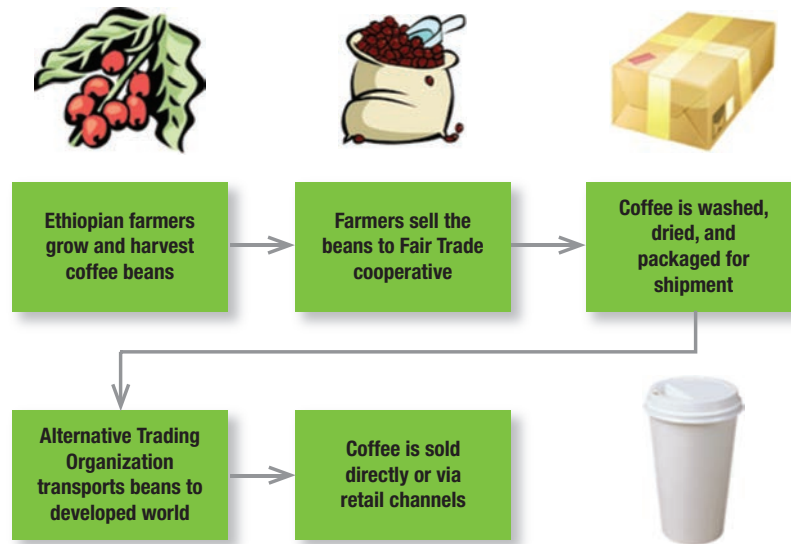 Ethiopian farmers
grow and harvest
coffee beans
Farmers sell the
beans to Fair Trade
cooperative
Coffee is washed,
dried, and
packaged for
shipment
Alternative Trading
Organization
transports beans to
developed world
Coffee is sold
directly or via
retail channels